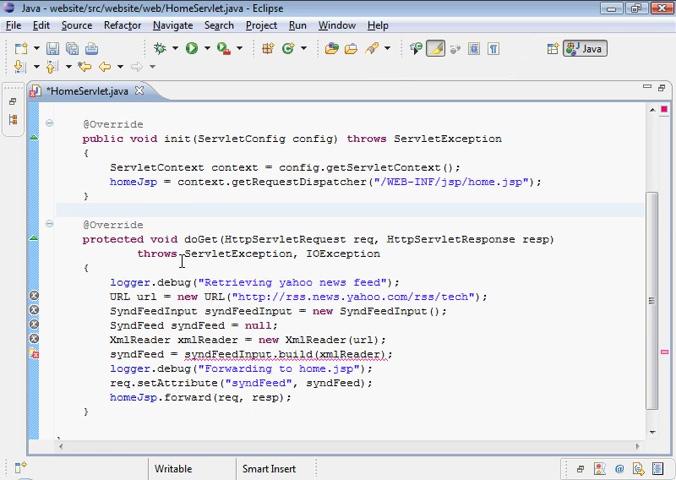 Java - website/src/website/web/HomeServlet.java - Eclipse
File Edit Source Refactor Navigate Search Project Run Window Help
Java
*HomeServlet.java
@Override
public void init(ServletConfig config) throws ServletException
{
ServletContext context = config.getServletContext();
homeJsp = context.getRequestDispatcher("/WEB-INF/jsp/home.jsp");
}
@Override
protected void doGet(HttpServletRequest req, HttpServletResponse resp)
throws ServletException, IOException
{
logger.debug("Retrieving yahoo news feed");
URL url = new URL("http://rss.news.yahoo.com/rss/tech");
SyndFeedInput syndFeedInput = new SyndFeedInput();
SyndFeed syndFeed = null;
XmlReader xmlReader = new XmlReader(url);
syndFeed = syndFeedInput.build(xmlReader);
logger.debug("Forwarding to home.jsp");
req.setAttribute("syndFeed", syndFeed);
homeJsp.forward(req, resp);
}
}
Writable Smart Insert